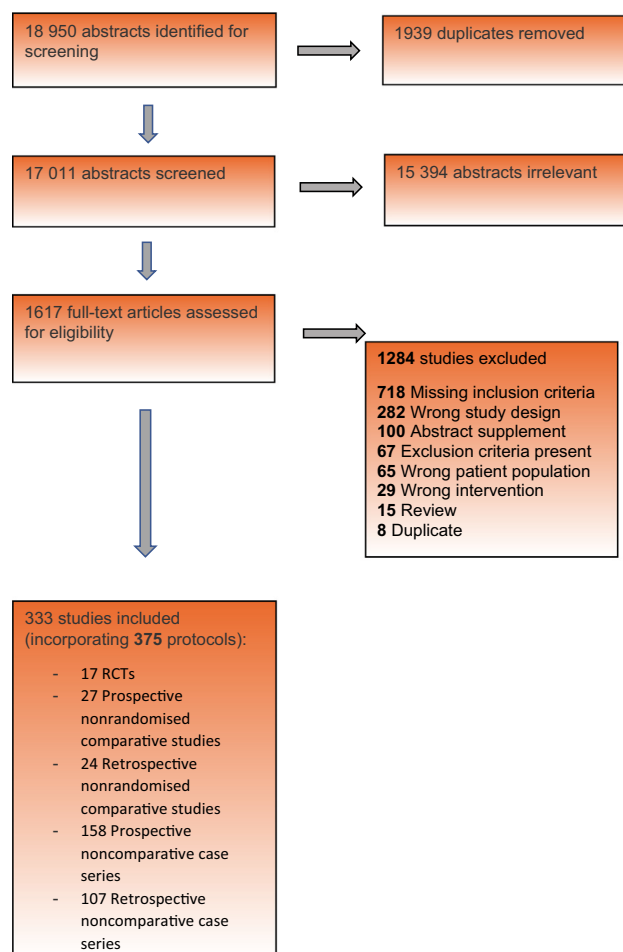 18 950 abstracts identified for
screening
1939 duplicates removed
17 011 abstracts screened
15 394 abstracts irrelevant
1617 full-text articles assessed
for eligibility
1284 studies excluded
718 Missing inclusion criteria
282 Wrong study design
100 Abstract supplement
67 Exclusion criteria present
65 Wrong patient population
29 Wrong intervention
15 Review
8 Duplicate
333 studies included
(incorporating 375 protocols):
- 17 RCTs
- 27 Prospective
nonrandomised
comparative studies
- 24 Retrospective
nonrandomised
comparative studies
- 158 Prospective
noncomparative case
series
- 107 Retrospective
noncomparative case
series